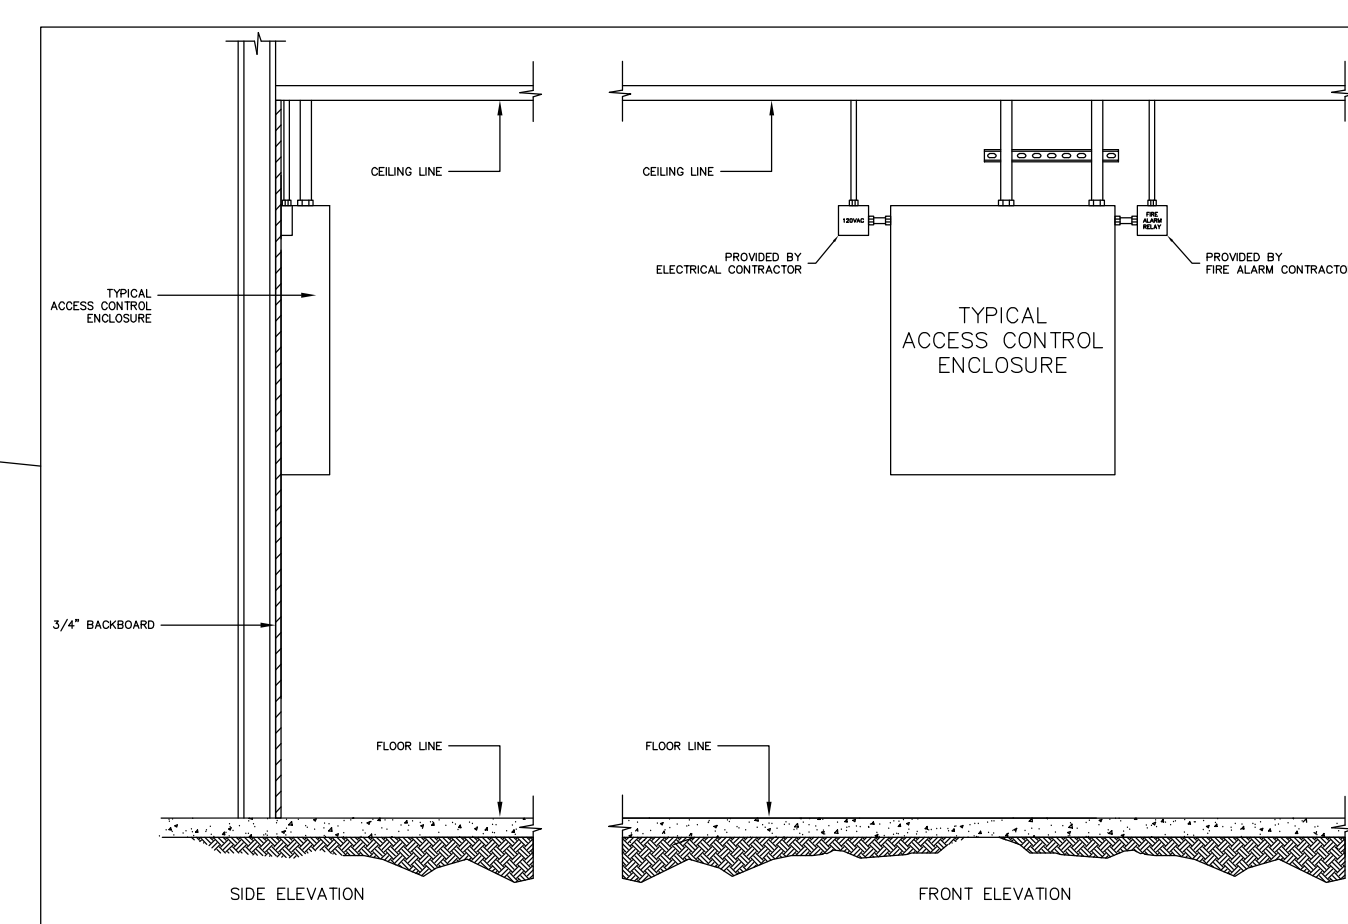 CEILING LINE
TYPICAL
ACCESS CONTROL
ENCLOSURE
3/4" BACKBOARD
FLOOR LINE
SIDE ELEVATION
CEILING LINE
120VAC
FIRE
ALARM
RELAY
PROVIDED BY
ELECTRICAL CONTRACTOR
PROVIDED BY
FIRE ALARM CONTRACTO
TYPICAL
ACCESS CONTROL
ENCLOSURE
FLOOR LINE
FRONT ELEVATION